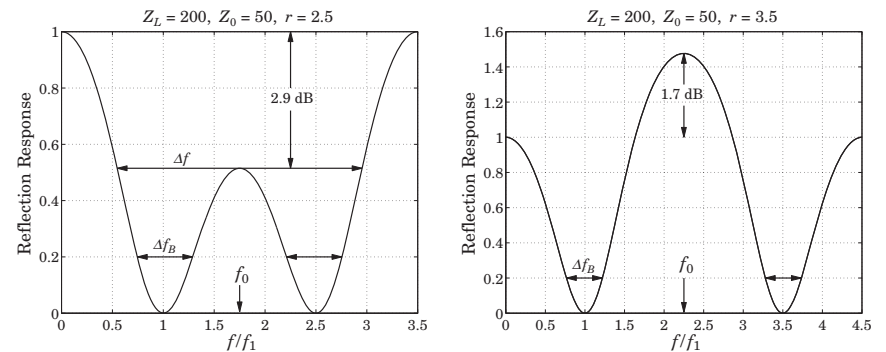 Z_L = 200, Z_0 = 50, r = 2.5
Reflection Response
1
0.8
0.6
0.4
0.2
0
2.9 dB
Δf
Δf_B
f_0
0 0.5 1 1.5 2 2.5 3 3.5
f/f_1
Z_L = 200, Z_0 = 50, r = 3.5
Reflection Response
1.6
1.4
1.2
1
0.8
0.6
0.4
0.2
0
1.7 dB
Δf_B
f_0
0 0.5 1 1.5 2 2.5 3 3.5 4 4.5
f/f_1